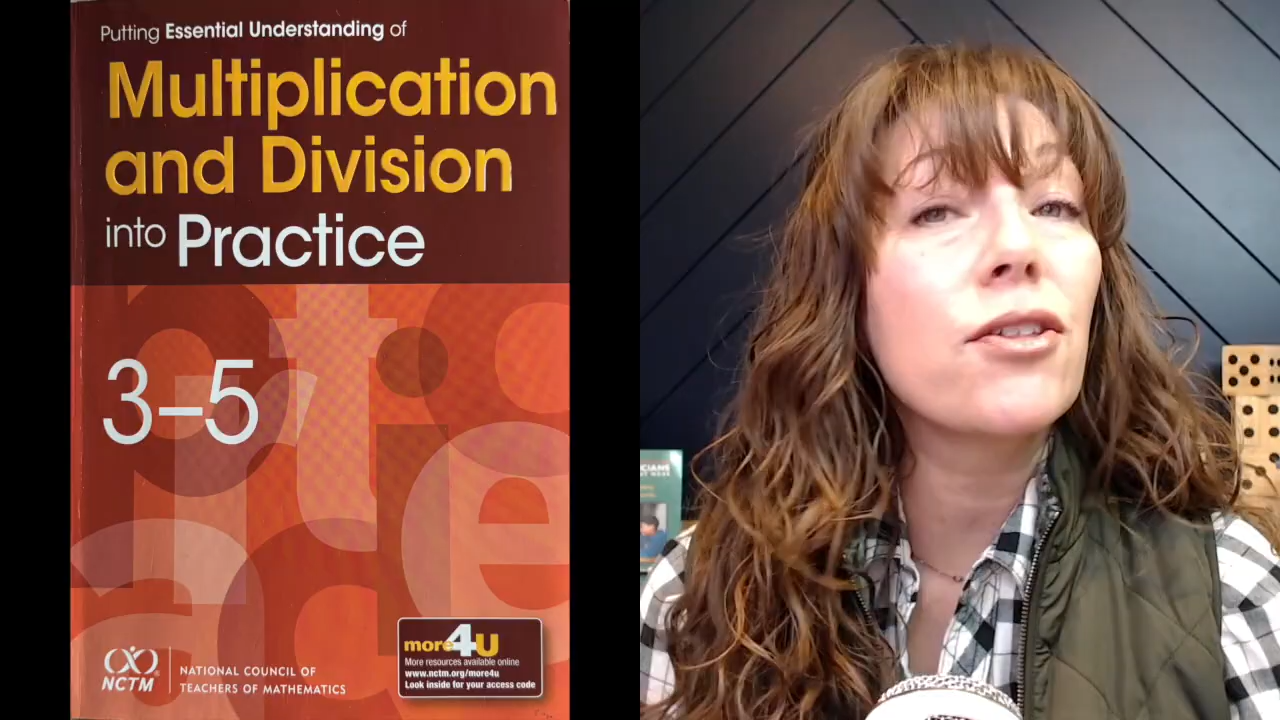 Putting Essential Understanding of
Multiplication
and Division
into Practice
3–5
NCTM®
NATIONAL COUNCIL OF
TEACHERS OF MATHEMATICS
more4U
More resources available online
www.nctm.org/more4u
Look inside for your access code